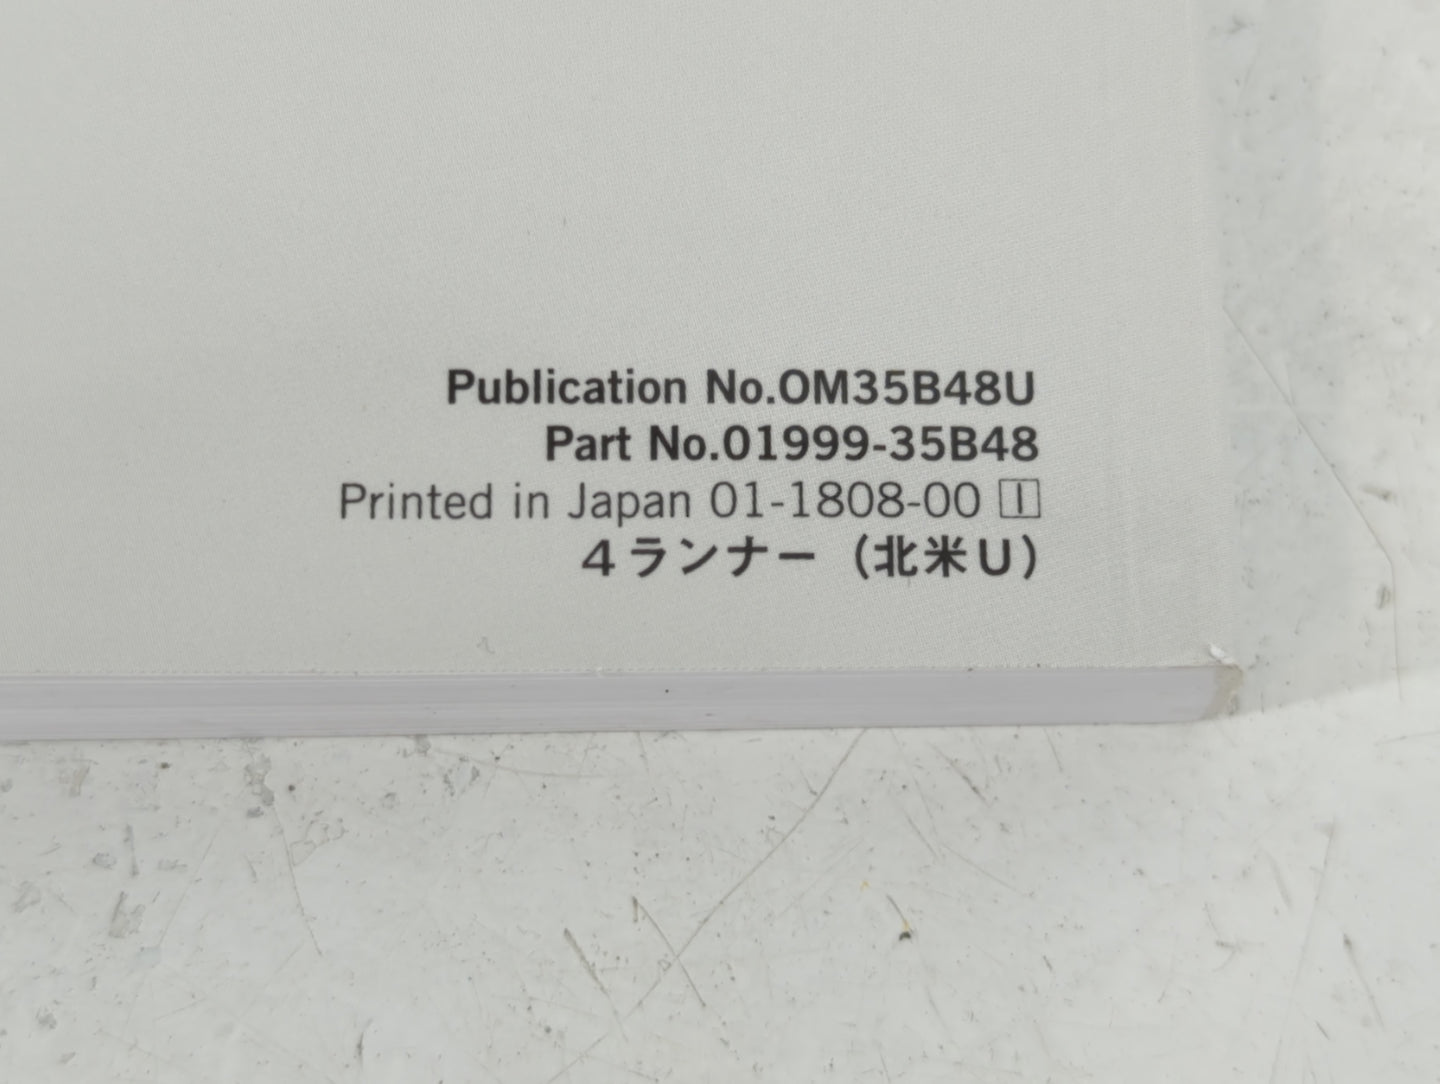 Publication No.OM35B48U
Part No.01999-35B48
Printed in Japan 01-1808-00 I
4ランナー（北米U）